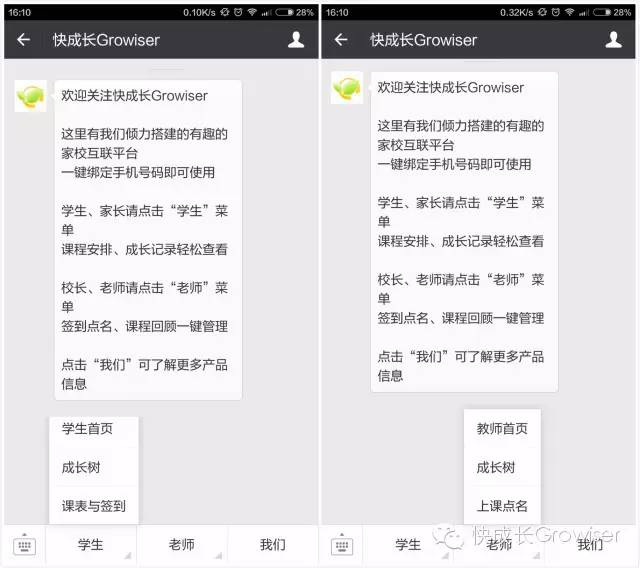 16:10 0.10K/s 28%
快成长Growiser
欢迎关注快成长Growiser
这里有我们倾力搭建的有趣的
家校互联平台
一键绑定手机号码即可使用
学生、家长请点击“学生”菜
单
课程安排、成长记录轻松查看
校长、老师请点击“老师”菜
单
签到点名、课程回顾一键管理
点击“我们”可了解更多产品
信息
学生首页
成长树
课表与签到
学生 老师 我们
16:10 0.32K/s 28%
快成长Growiser
欢迎关注快成长Growiser
这里有我们倾力搭建的有趣的
家校互联平台
一键绑定手机号码即可使用
学生、家长请点击“学生”菜
单
课程安排、成长记录轻松查看
校长、老师请点击“老师”菜
单
签到点名、课程回顾一键管理
点击“我们”可了解更多产品
信息
教师首页
成长树
上课点名
学生 老师 我们
快成长Growiser